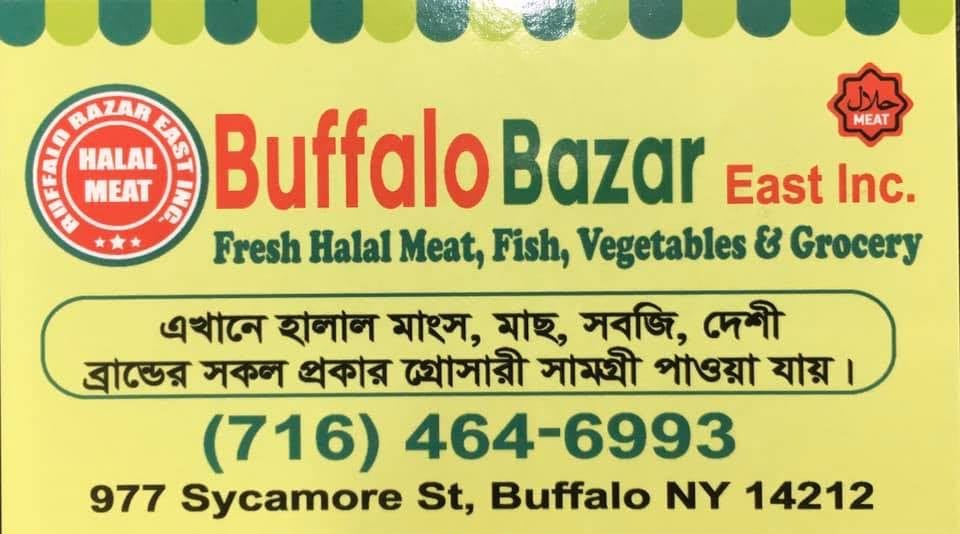 BUFFALO BAZAR EAST INC.
HALAL
MEAT
Buffalo Bazar East Inc.
حلال
MEAT
Fresh Halal Meat, Fish, Vegetables & Grocery
এখানে হালাল মাংস, মাছ, সবজি, দেশী
ব্রান্ডের সকল প্রকার গ্রোসারী সামগ্রী পাওয়া যায়।
(716) 464-6993
977 Sycamore St, Buffalo NY 14212